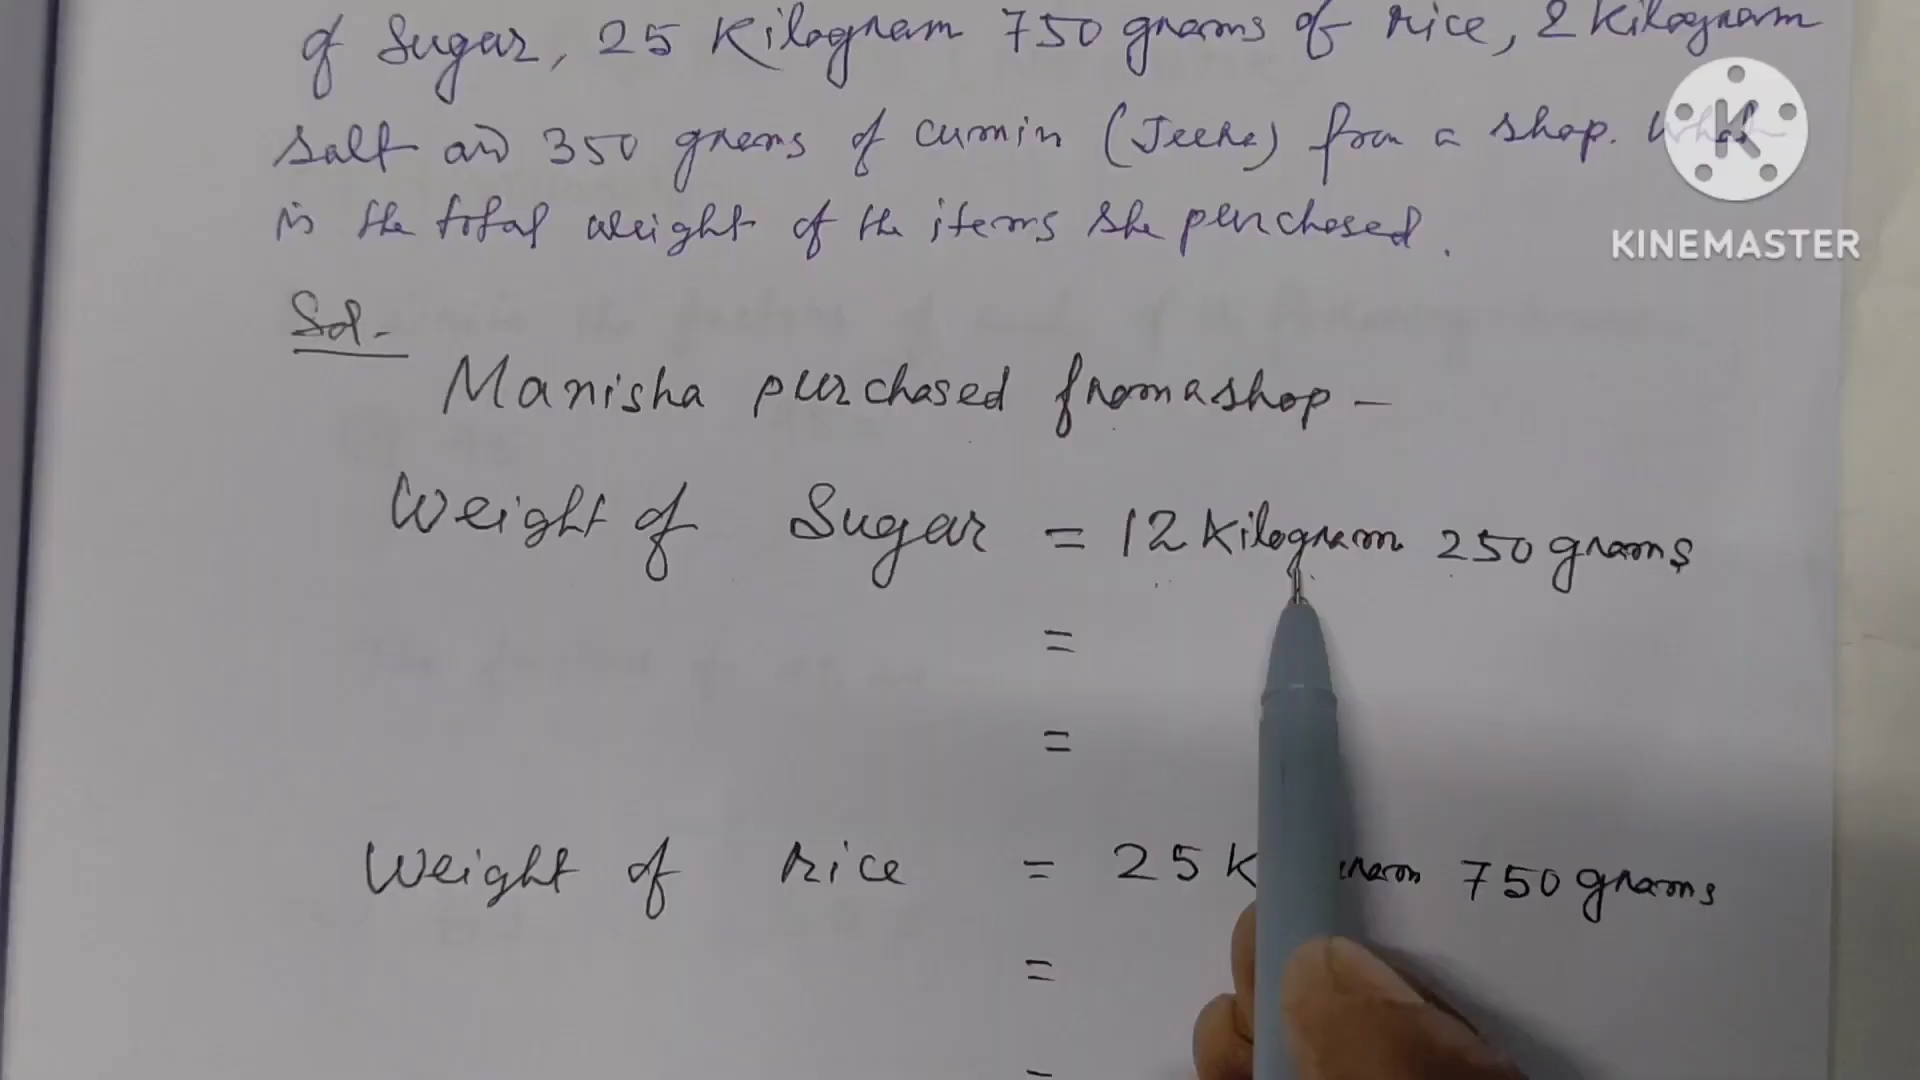 of Sugar, 25 Kilogram 750 grams of rice, 2 Kilogram
salt and 350 grams of cumin (Jeera) from a shop. What
is the total weight of the items she purchased.
KINEMASTER
Sol-
Manisha purchased from a shop -
Weight of Sugar = 12 Kilogram 250 grams
=
=
Weight of rice = 25 K gram 750 grams
=
=